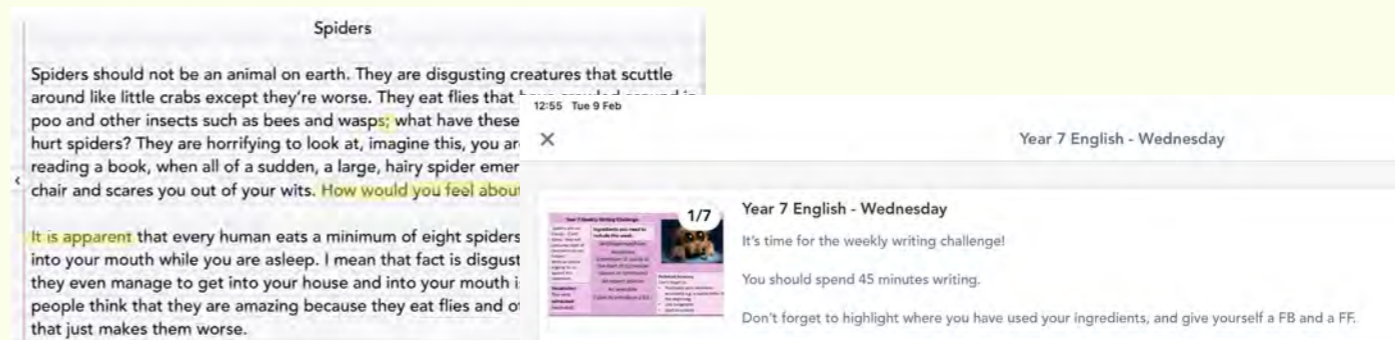 Spiders
Spiders should not be an animal on earth. They are disgusting creatures that scuttle
around like little crabs except they're worse. They eat flies that
poo and other insects such as bees and wasps; what have these
hurt spiders? They are horrifying to look at, imagine this, you
reading a book, when all of a sudden, a large, hairy spider
chair and scares you out of your wits. How would you feel
It is apparent that every human eats a minimum of eight spiders
into your mouth while you are asleep. I mean that fact is
they even manage to get into your house and into your mouth
people think that they are amazing because they eat flies and
that just makes them worse.
12:55 Tue 9 Feb
Year 7 English - Wednesday
1/7
Year 7 English - Wednesday
It's time for the weekly writing challenge!
You should spend 45 minutes writing.
Don't forget to highlight where you have used your ingredients, and give yourself a FB and a FF.